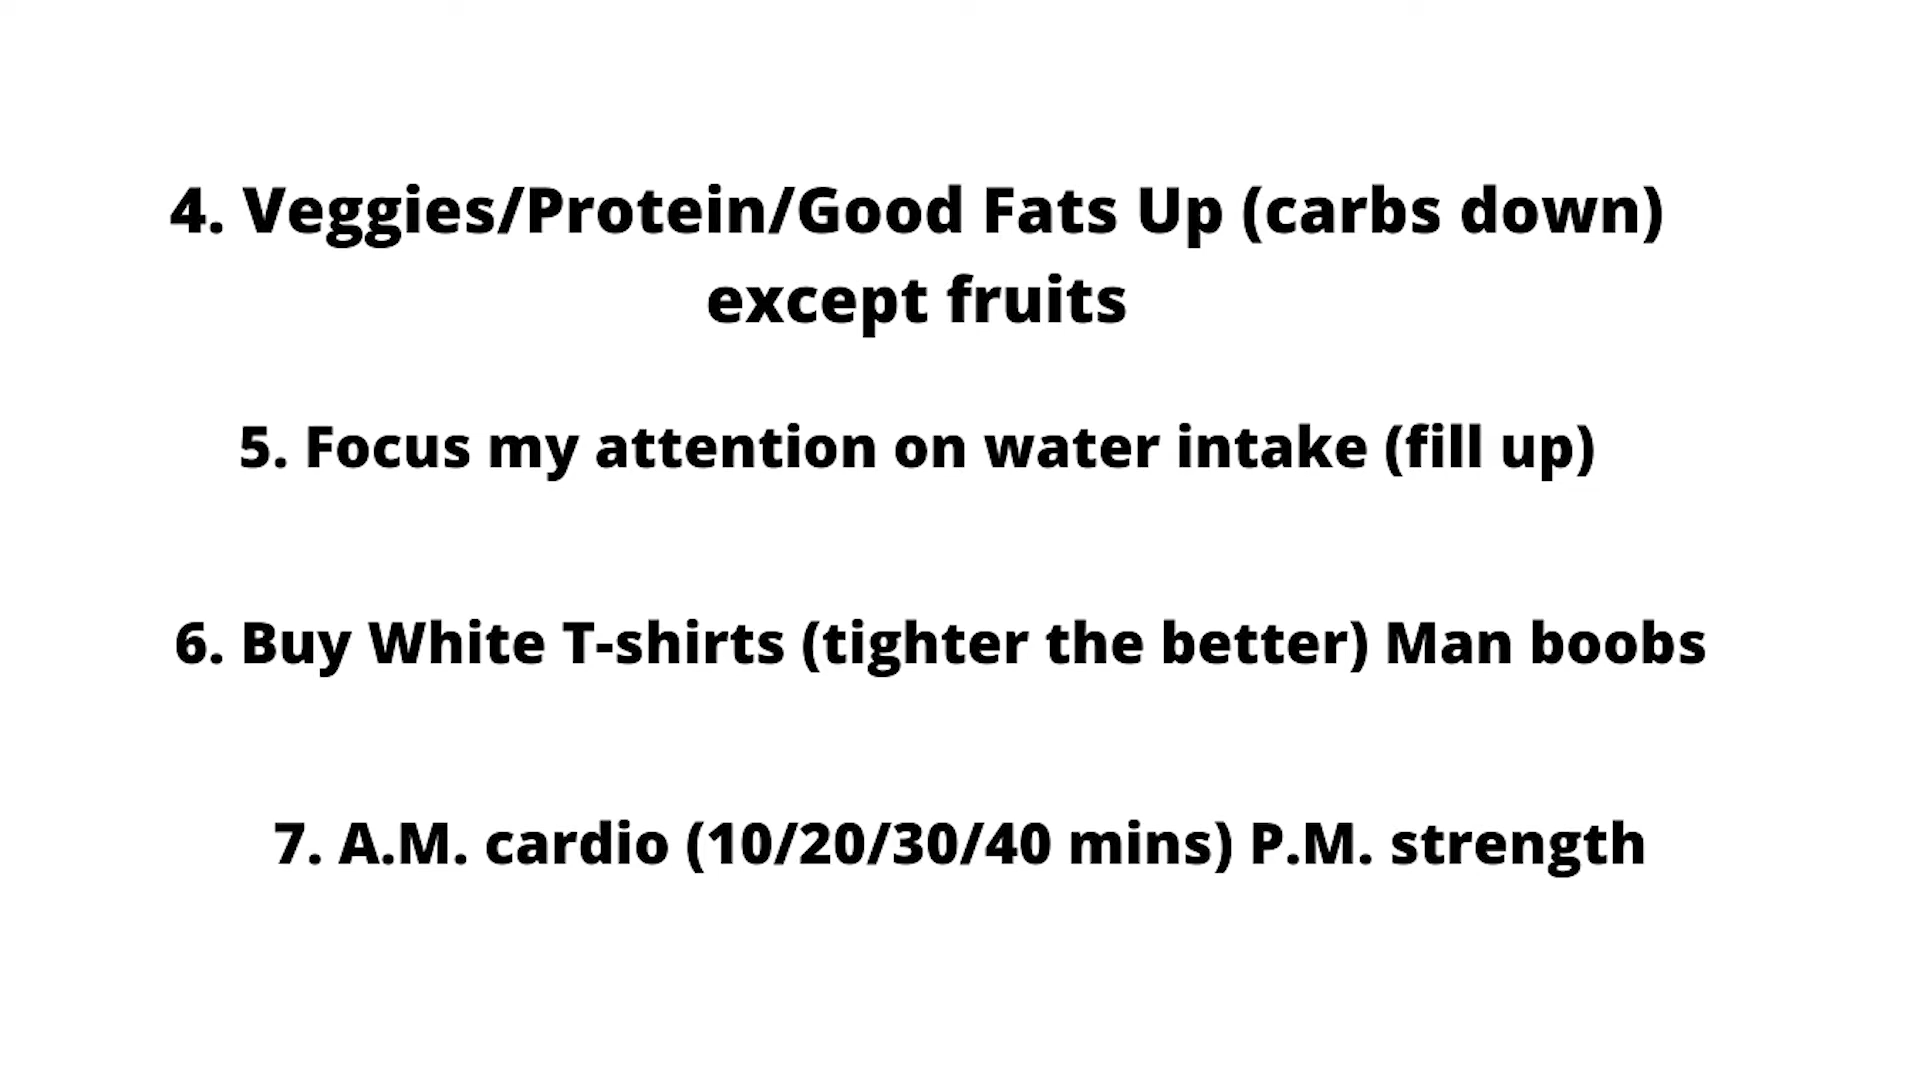 4. Veggies/Protein/Good Fats Up (carbs down)
except fruits
5. Focus my attention on water intake (fill up)
6. Buy White T-shirts (tighter the better) Man boobs
7. A.M. cardio (10/20/30/40 mins) P.M. strength